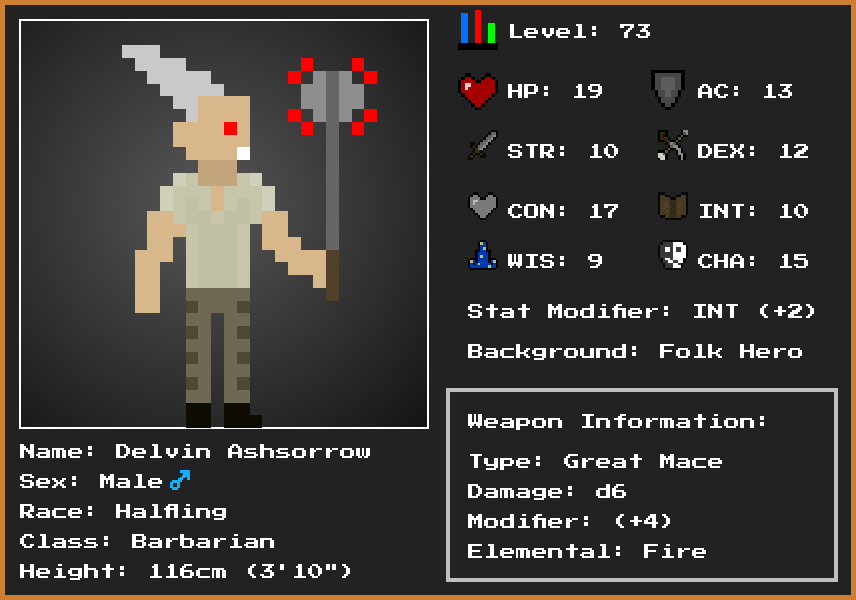 Level: 73
HP: 19 AC: 13
STR: 10 DEX: 12
CON: 17 INT: 10
WIS: 9 CHA: 15
Stat Modifier: INT (+2)
Background: Folk Hero
Weapon Information:
Type: Great Mace
Damage: d6
Modifier: (+4)
Elemental: Fire
Name: Delvin Ashsorrow
Sex: Male ♂
Race: Halfling
Class: Barbarian
Height: 116cm (3'10")